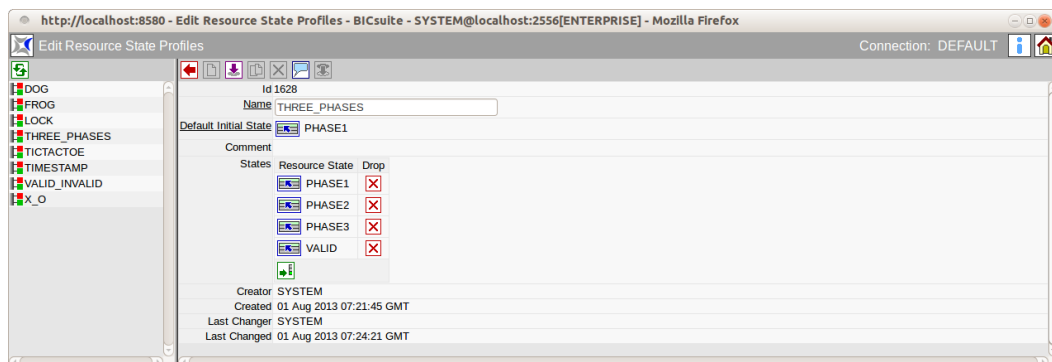 http://localhost:8580 - Edit Resource State Profiles - BICsuite - SYSTEM@localhost:2556[ENTERPRISE] - Mozilla Firefox
Edit Resource State Profiles Connection: DEFAULT
DOG
FROG
LOCK
THREE_PHASES
TICTACTOE
TIMESTAMP
VALID_INVALID
X_O
Id 1628
Name THREE_PHASES
Default Initial State PHASE1
Comment
States Resource State Drop
PHASE1
PHASE2
PHASE3
VALID
Creator SYSTEM
Created 01 Aug 2013 07:21:45 GMT
Last Changer SYSTEM
Last Changed 01 Aug 2013 07:24:21 GMT